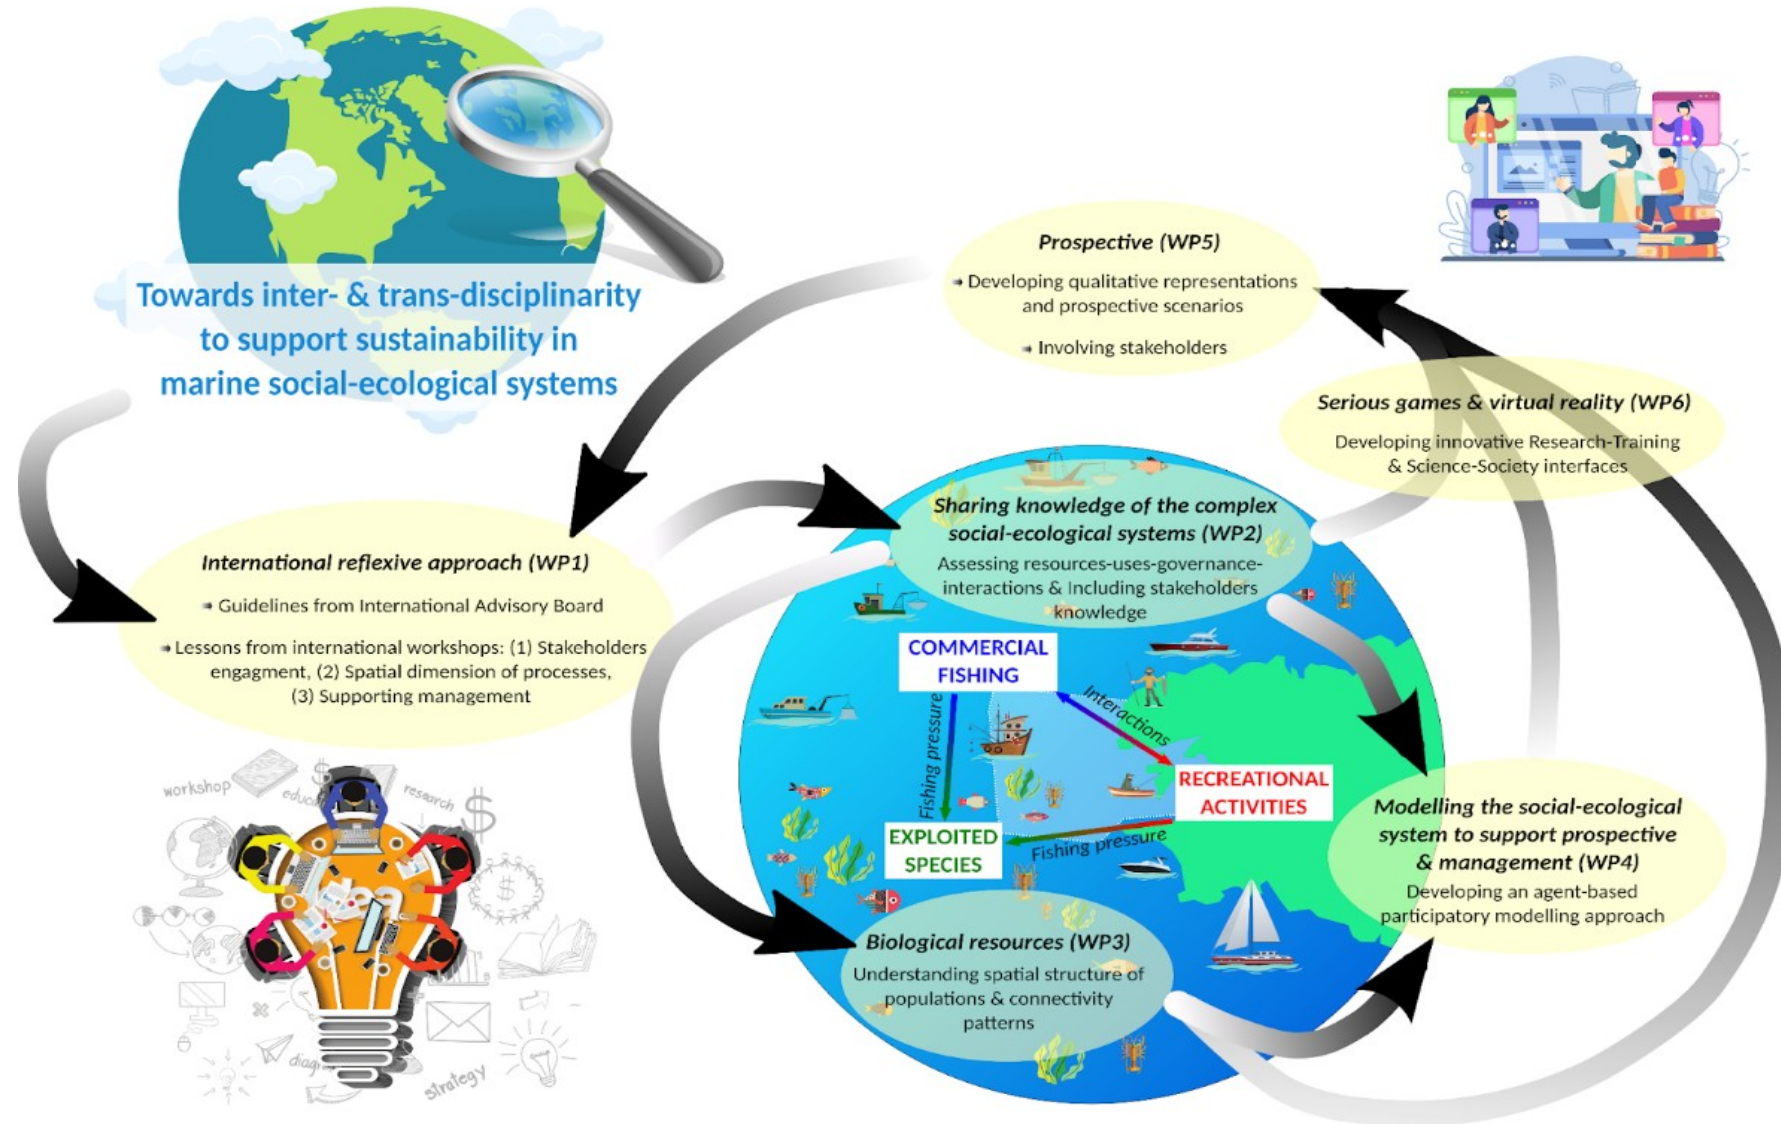 Towards inter- & trans-disciplinarity
to support sustainability in
marine social-ecological systems
Prospective (WP5)
Developing qualitative representations
and prospective scenarios
Involving stakeholders
Serious games & virtual reality (WP6)
Developing innovative Research-Training
& Science-Society interfaces
International reflexive approach (WP1)
Guidelines from International Advisory Board
Lessons from international workshops: (1) Stakeholders
engagment, (2) Spatial dimension of processes,
(3) Supporting management
Sharing knowledge of the complex
social-ecological systems (WP2)
Assessing resources-uses-governance-
interactions & Including stakeholders
knowledge
COMMERCIAL
FISHING
Interactions
Fishing pressure
RECREATIONAL
ACTIVITIES
EXPLOITED
SPECIES
Fishing pressure
Modelling the social-ecological
system to support prospective
& management (WP4)
Developing an agent-based
participatory modelling approach
Biological resources (WP3)
Understanding spatial structure of
populations & connectivity
patterns
workshop
research
strategy